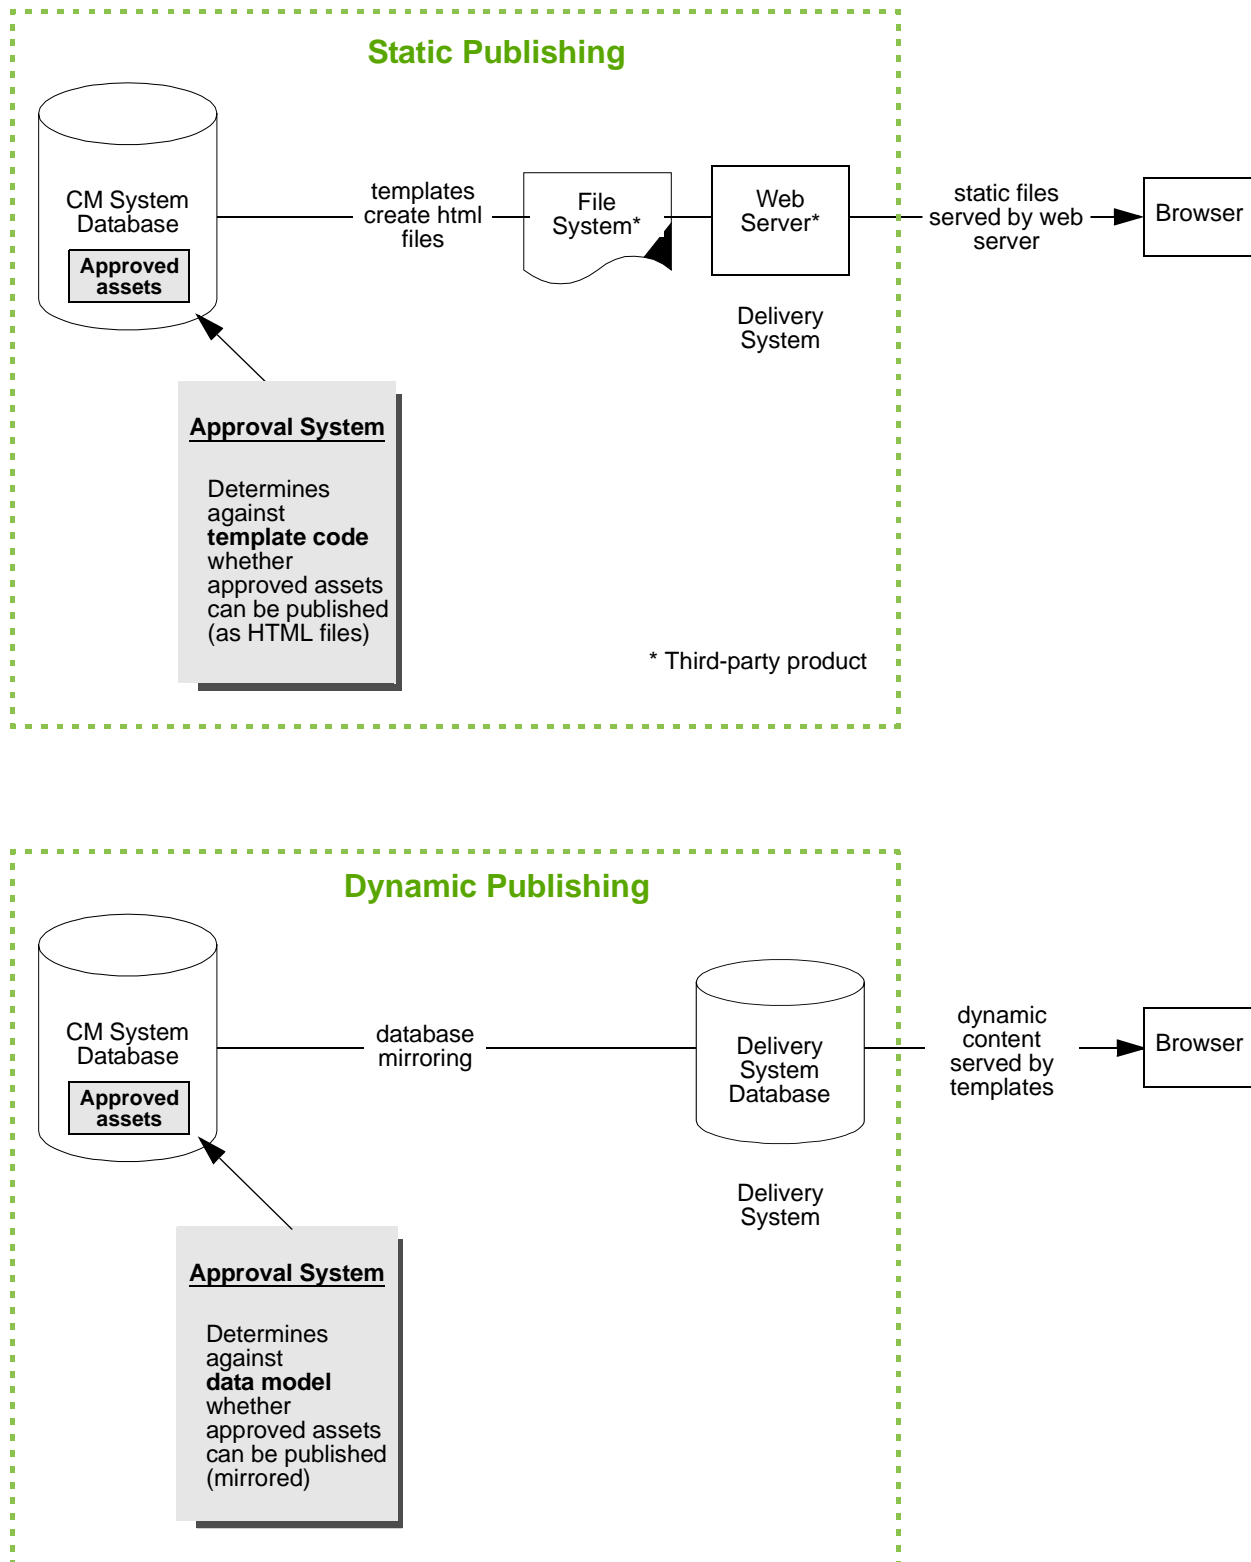 Static Publishing
CM System
Database
Approved
assets
templates
create html
files
File
System*
Web
Server*
Delivery
System
static files
served by web
server
Browser
Approval System
Determines
against
template code
whether
approved assets
can be published
(as HTML files)
* Third-party product
Dynamic Publishing
CM System
Database
Approved
assets
database
mirroring
Delivery
System
Database
Delivery
System
dynamic
content
served by
templates
Browser
Approval System
Determines
against
data model
whether
approved assets
can be published
(mirrored)